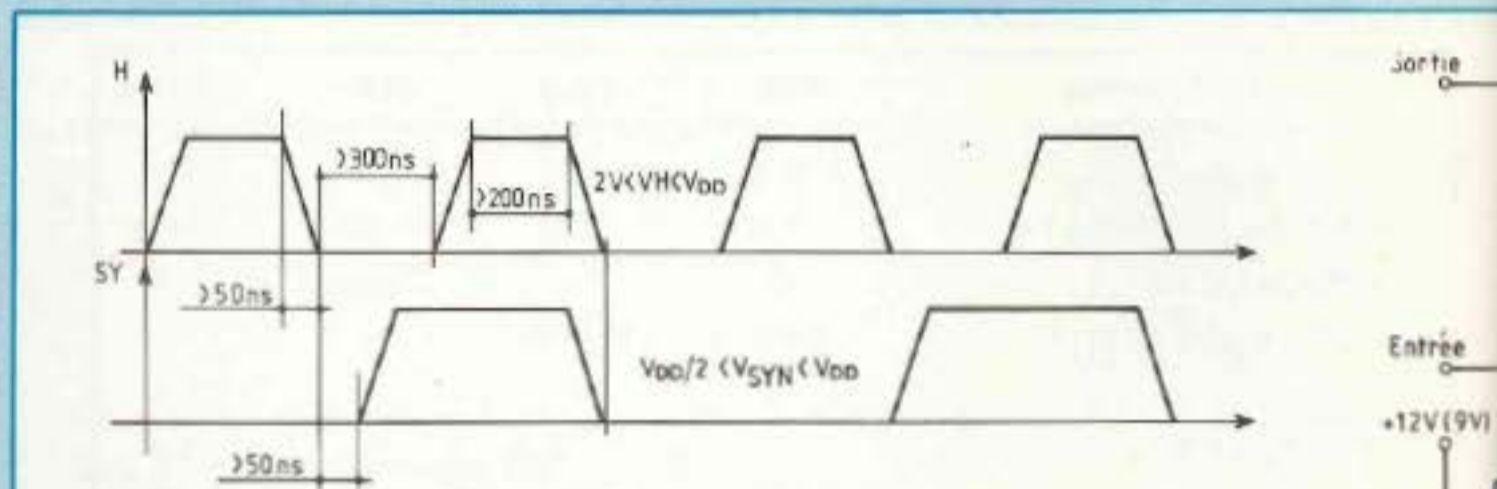 H
Sortie
>300ns
>200ns
2V<VH<VDD
SY
>50ns
VDD/2 <VSYN< VDD
Entrée
+12V(9V)
>50ns